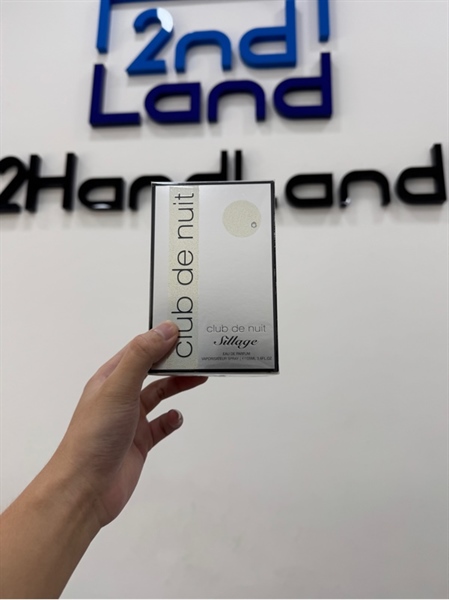 2nd
Land
2HandLand
club de nuit
club de nuit
Sillage
EAU DE PARFUM